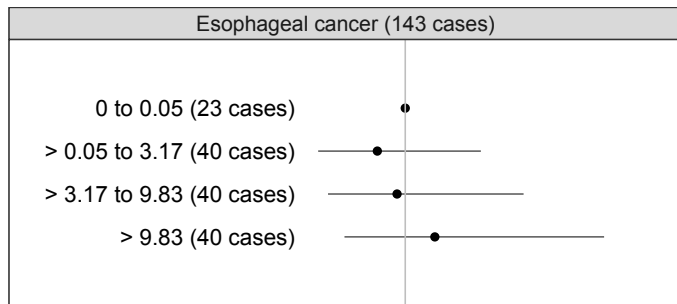 Esophageal cancer (143 cases)
0 to 0.05 (23 cases)
> 0.05 to 3.17 (40 cases)
> 3.17 to 9.83 (40 cases)
> 9.83 (40 cases)